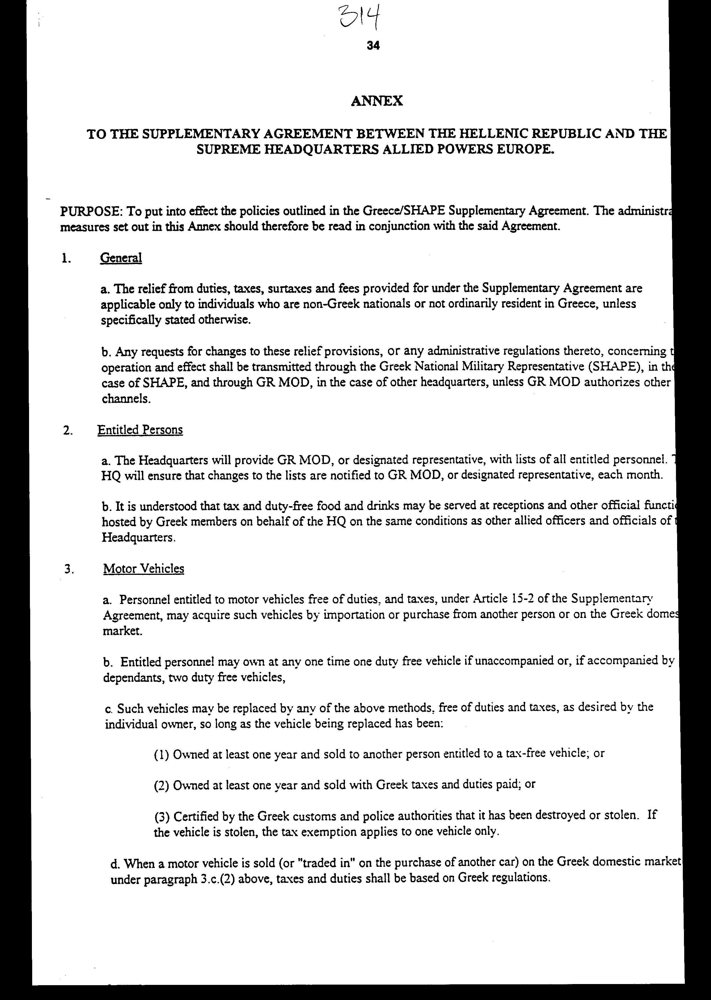 314
34
ANNEX
TO THE SUPPLEMENTARY AGREEMENT BETWEEN THE HELLENIC REPUBLIC AND THE
SUPREME HEADQUARTERS ALLIED POWERS EUROPE.
PURPOSE: To put into effect the policies outlined in the Greece/SHAPE Supplementary Agreement. The administra
measures set out in this Annex should therefore be read in conjunction with the said Agreement.
1. General
a. The relief from duties, taxes, surtaxes and fees provided for under the Supplementary Agreement are
applicable only to individuals who are non-Greek nationals or not ordinarily resident in Greece, unless
specifically stated otherwise.
b. Any requests for changes to these relief provisions, or any administrative regulations thereto, concerning t
operation and effect shall be transmitted through the Greek National Military Representative (SHAPE), in the
case of SHAPE, and through GR MOD, in the case of other headquarters, unless GR MOD authorizes other
channels.
2. Entitled Persons
a. The Headquarters will provide GR MOD, or designated representative, with lists of all entitled personnel.
HQ will ensure that changes to the lists are notified to GR MOD, or designated representative, each month.
b. It is understood that tax and duty-free food and drinks may be served at receptions and other official functi
hosted by Greek members on behalf of the HQ on the same conditions as other allied officers and officials of t
Headquarters.
3. Motor Vehicles
a. Personnel entitled to motor vehicles free of duties, and taxes, under Article 15-2 of the Supplementary
Agreement, may acquire such vehicles by importation or purchase from another person or on the Greek domes
market.
b. Entitled personnel may own at any one time one duty free vehicle if unaccompanied or, if accompanied by
dependants, two duty free vehicles,
c. Such vehicles may be replaced by any of the above methods, free of duties and taxes, as desired by the
individual owner, so long as the vehicle being replaced has been:
(1) Owned at least one year and sold to another person entitled to a tax-free vehicle; or
(2) Owned at least one year and sold with Greek taxes and duties paid; or
(3) Certified by the Greek customs and police authorities that it has been destroyed or stolen. If
the vehicle is stolen, the tax exemption applies to one vehicle only.
d. When a motor vehicle is sold (or "traded in" on the purchase of another car) on the Greek domestic market
under paragraph 3.c.(2) above, taxes and duties shall be based on Greek regulations.